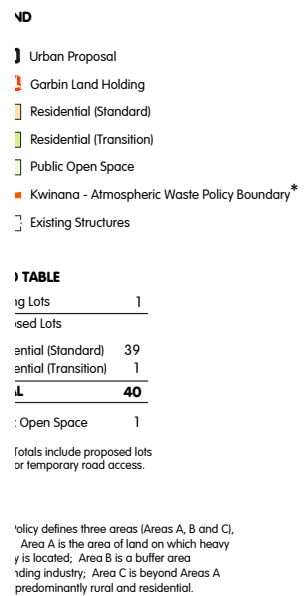 ND
Urban Proposal
Garbin Land Holding
Residential (Standard)
Residential (Transition)
Public Open Space
Kwinana - Atmospheric Waste Policy Boundary*
Existing Structures
TABLE
ng Lots 1
osed Lots
ential (Standard) 39
ential (Transition) 1
AL 40
: Open Space 1
Totals include proposed lots
or temporary road access.
Policy defines three areas (Areas A, B and C),
Area A is the area of land on which heavy
y is located; Area B is a buffer area
nding industry; Area C is beyond Areas A
predominantly rural and residential.